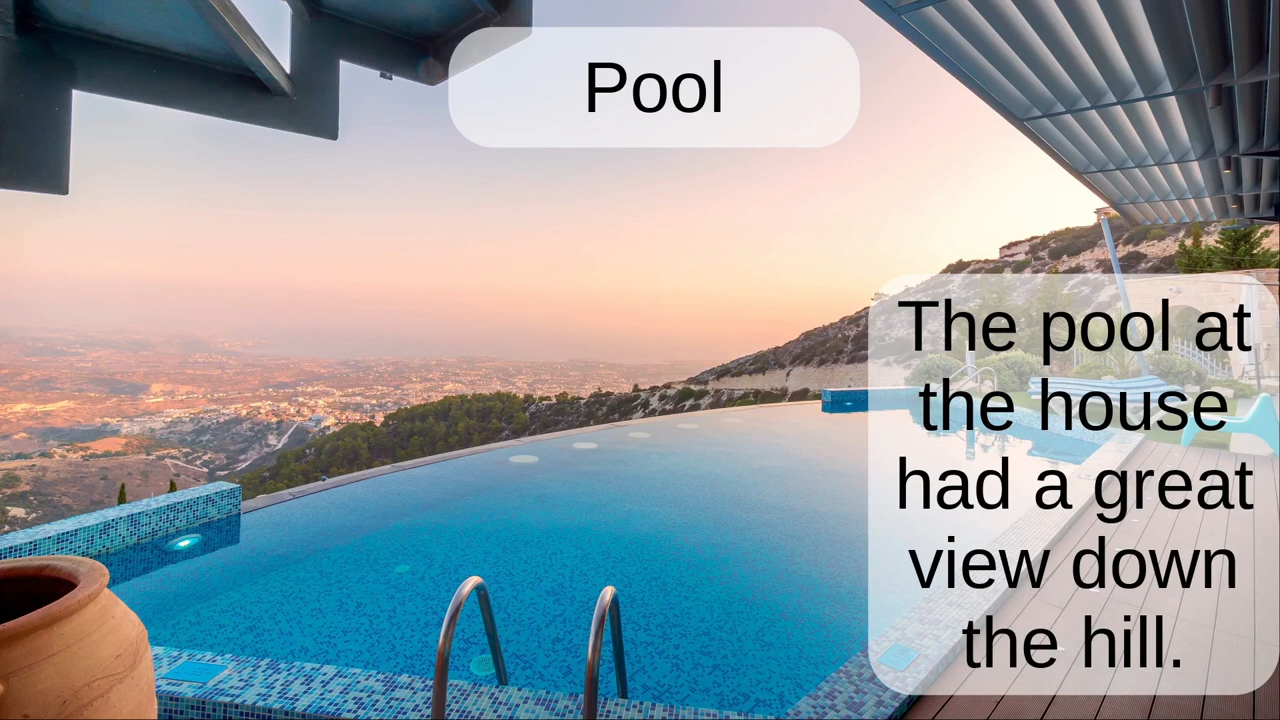 Pool
The pool at
the house
had a great
view down
the hill.